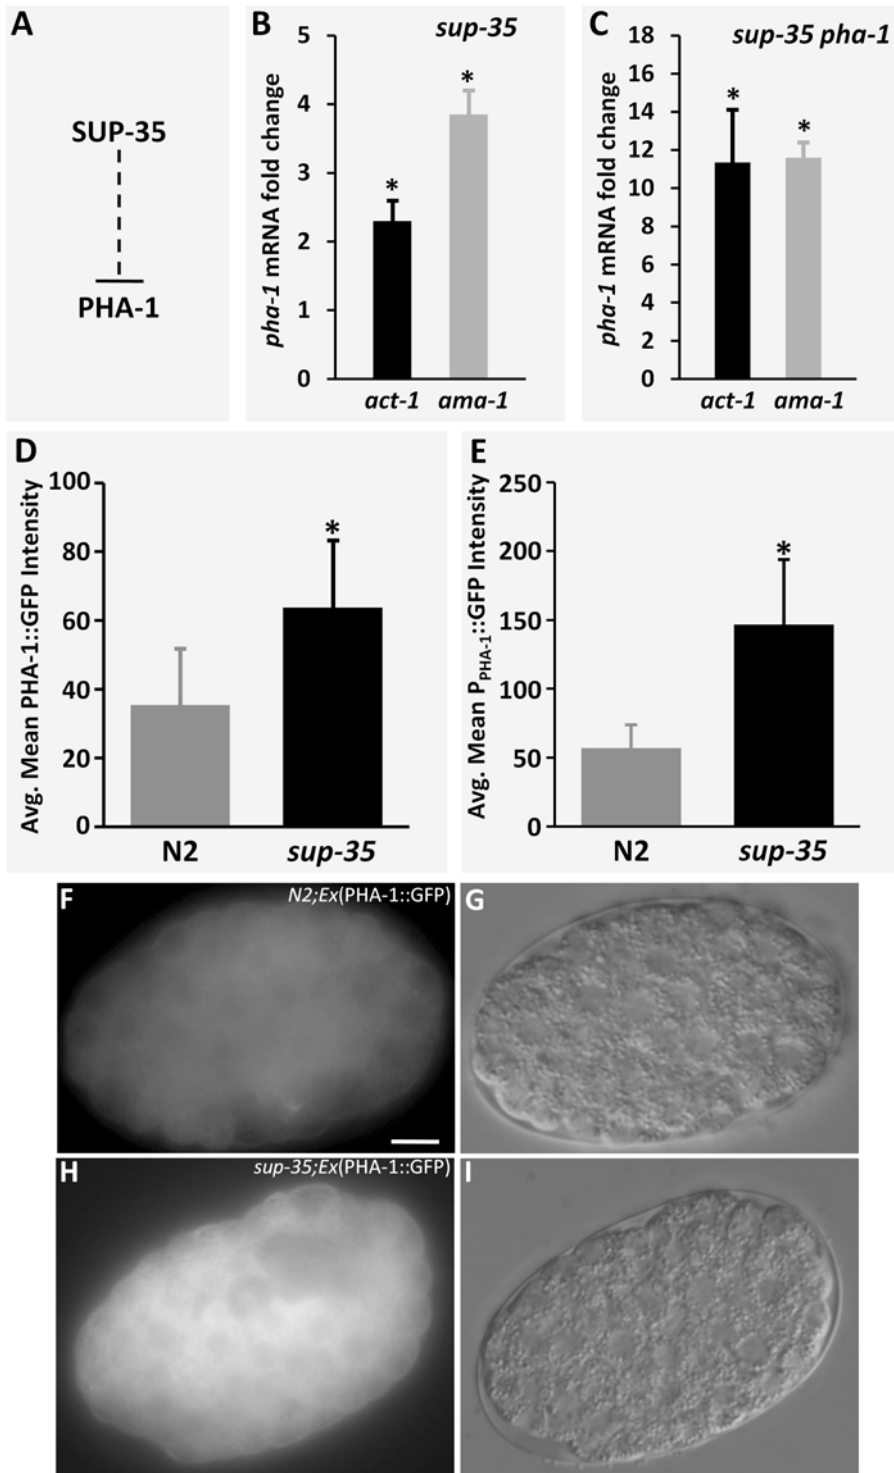 A
SUP-35
PHA-1
B
sup-35
pha-1 mRNA fold change
5
4
3
2
1
0
*
*
act-1 ama-1
C
sup-35 pha-1
pha-1 mRNA fold change
18
16
14
12
10
8
6
4
2
0
*
*
act-1 ama-1
D
Avg. Mean PHA-1::GFP Intensity
100
80
60
40
20
0
*
N2 sup-35
E
Avg. Mean PPHA-1::GFP Intensity
250
200
150
100
50
0
*
N2 sup-35
F N2;Ex(PHA-1::GFP)
G
H sup-35;Ex(PHA-1::GFP)
I